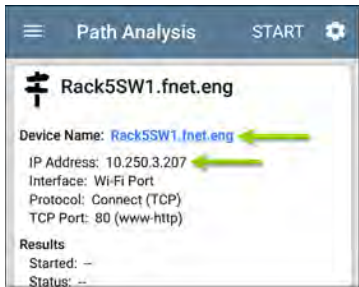 Path Analysis START
Rack5SW1.fnet.eng
Device Name: Rack5SW1.fnet.eng
IP Address: 10.250.3.207
Interface: Wi-Fi Port
Protocol: Connect (TCP)
TCP Port: 80 (www-http)
Results
Started: --
Status: --